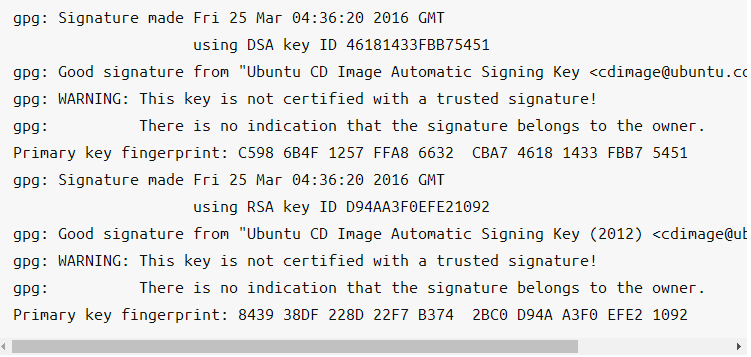 gpg: Signature made Fri 25 Mar 04:36:20 2016 GMT
using DSA key ID 46181433FBB75451
gpg: Good signature from "Ubuntu CD Image Automatic Signing Key <cdimage@ubuntu.co
gpg: WARNING: This key is not certified with a trusted signature!
gpg: There is no indication that the signature belongs to the owner.
Primary key fingerprint: C598 6B4F 1257 FFA8 6632 CBA7 4618 1433 FBB7 5451
gpg: Signature made Fri 25 Mar 04:36:20 2016 GMT
using RSA key ID D94AA3F0EFE21092
gpg: Good signature from "Ubuntu CD Image Automatic Signing Key (2012) <cdimage@ub
gpg: WARNING: This key is not certified with a trusted signature!
gpg: There is no indication that the signature belongs to the owner.
Primary key fingerprint: 8439 38DF 228D 22F7 B374 2BC0 D94A A3F0 EFE2 1092